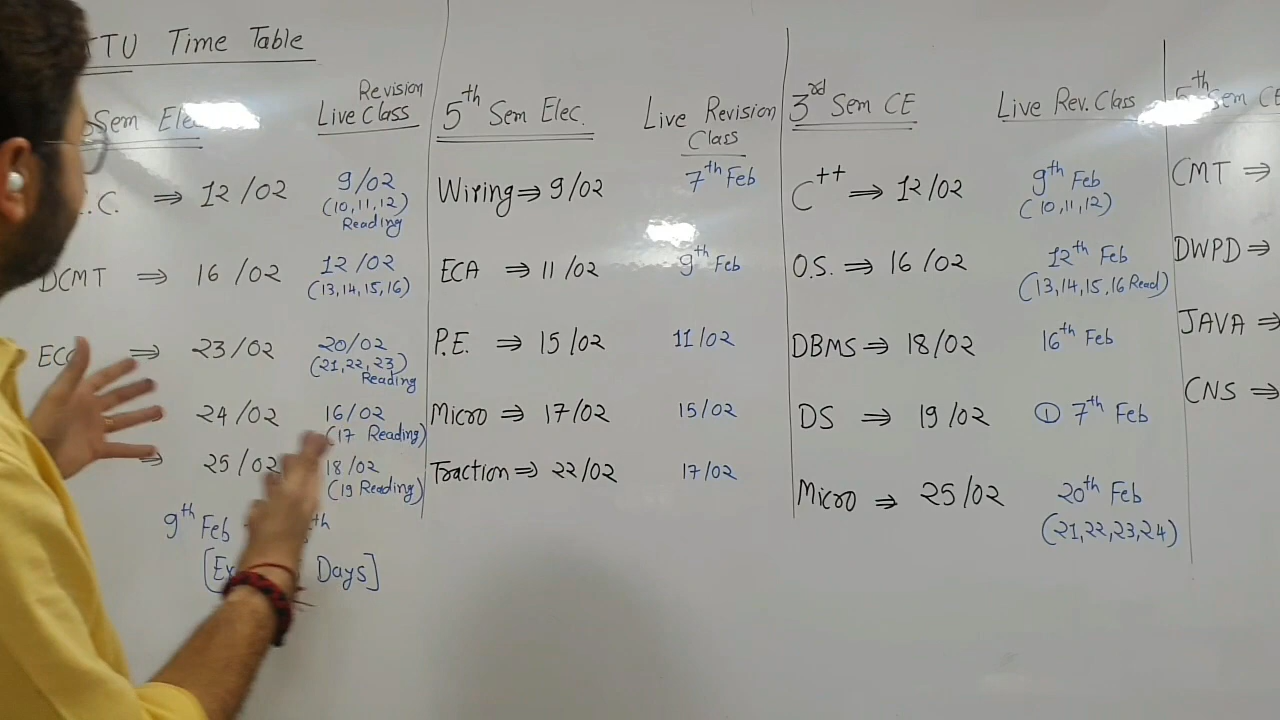 TTU Time Table
Sem Elec
Revision
Live Class
.C. ⇒ 12/02
9/02
(10,11,12)
Reading
DCMT ⇒ 16/02
12/02
(13,14,15,16)
⇒ 23/02
20/02
(21,22,23)
Reading
24/02
16/02
(17 Reading)
⇒ 25/02
18/02
(19 Reading)
9th Feb
Days]
5th Sem Elec.
Live Revision
Class
Wiring ⇒ 9/02
7th Feb
ECA ⇒ 11/02
9th Feb
P.E. ⇒ 15/02
11/02
Micro ⇒ 17/02
15/02
Traction ⇒ 22/02
17/02
3rd Sem CE
Live Rev. Class
C++ ⇒ 12/02
9th Feb
(10,11,12)
O.S. ⇒ 16/02
12th Feb
(13,14,15,16 Read)
DBMS ⇒ 18/02
16th Feb
DS ⇒ 19/02
① 7th Feb
Micro ⇒ 25/02
20th Feb
(21,22,23,24)
5th Sem CE
CMT ⇒
DWPD ⇒
JAVA ⇒
CNS ⇒